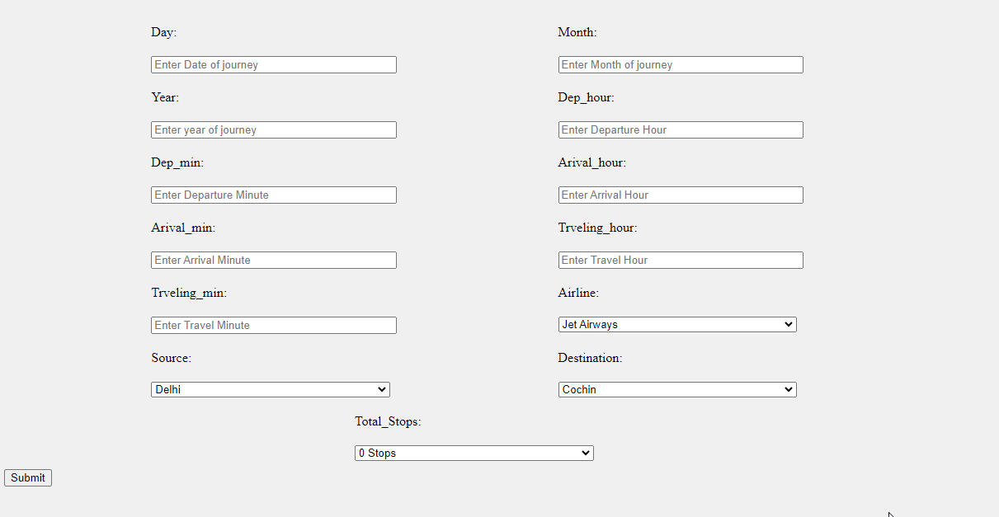 Day: Month:
Enter Date of journey Enter Month of journey
Year: Dep_hour:
Enter year of journey Enter Departure Hour
Dep_min: Arival_hour:
Enter Departure Minute Enter Arrival Hour
Arival_min: Trveling_hour:
Enter Arrival Minute Enter Travel Hour
Trveling_min: Airline:
Enter Travel Minute Jet Airways
Source: Destination:
Delhi Cochin
Total_Stops:
0 Stops
Submit